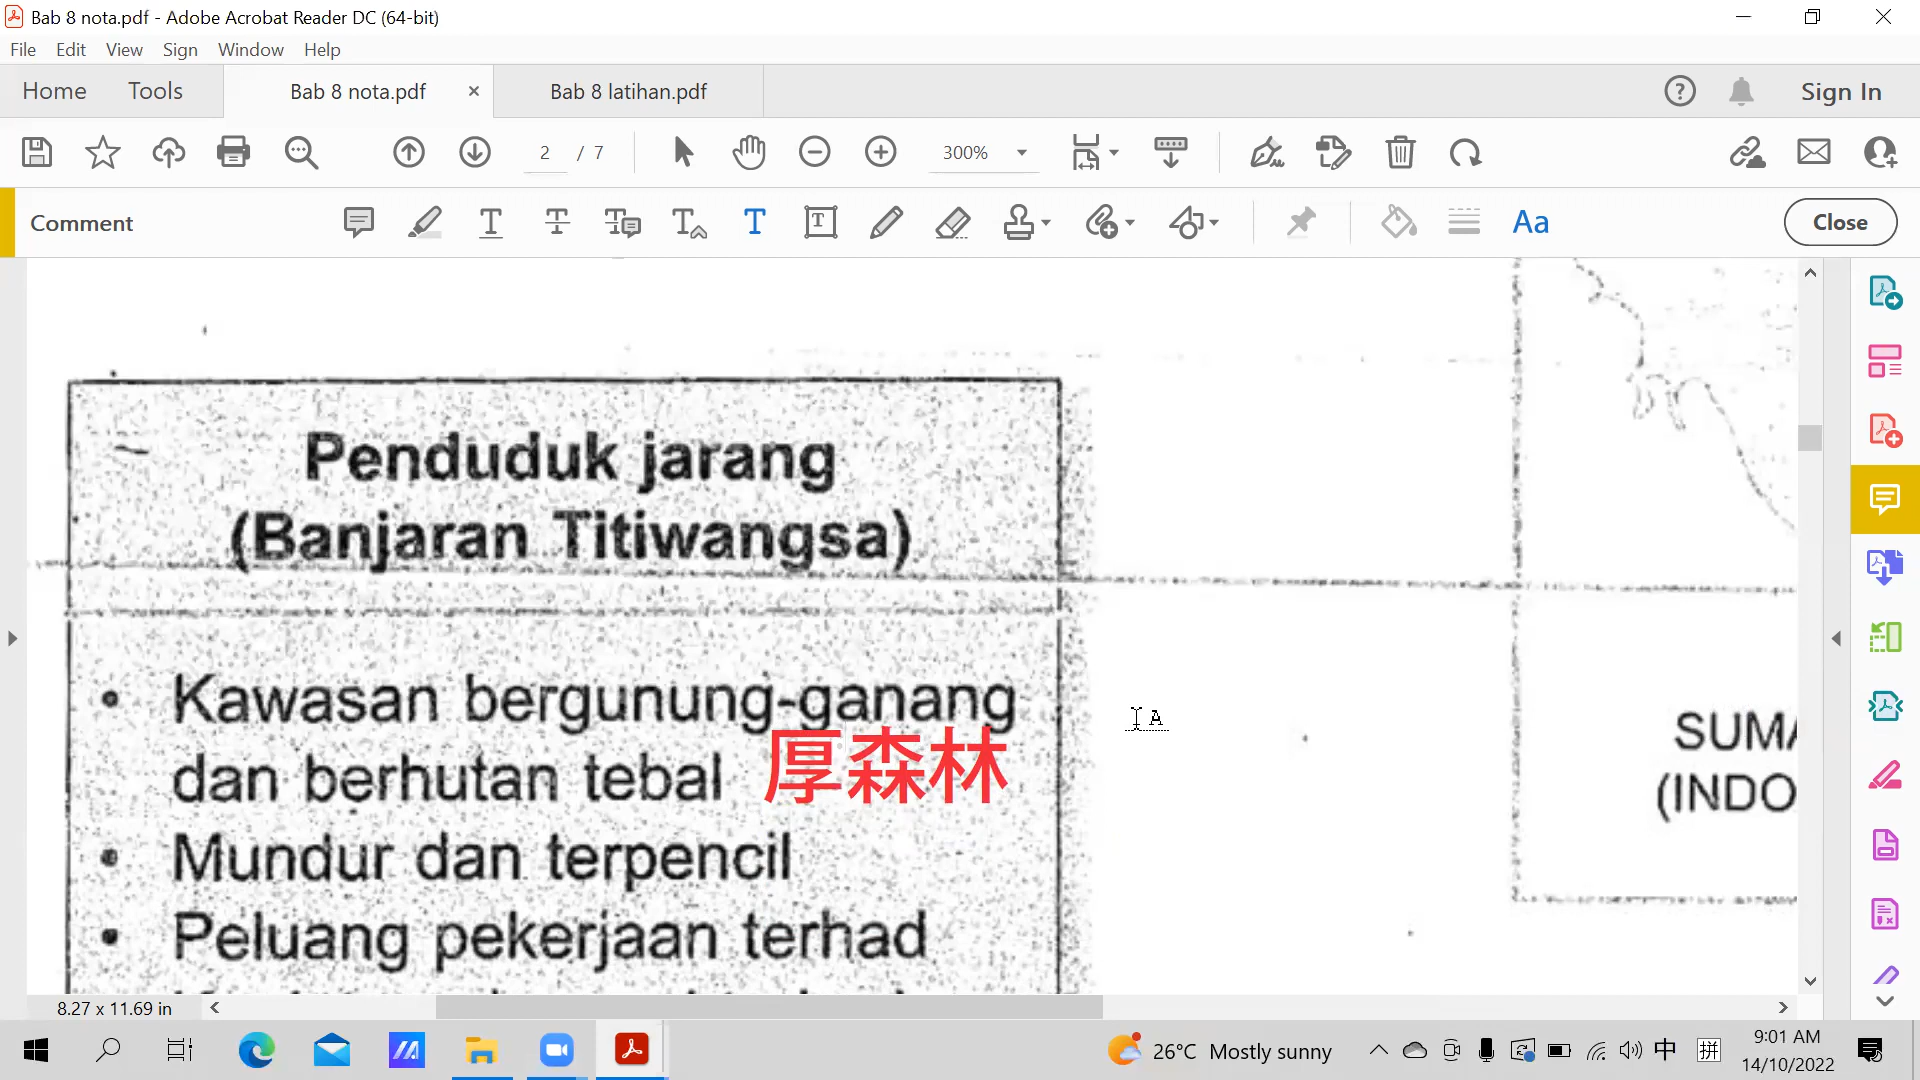 Bab 8 nota.pdf - Adobe Acrobat Reader DC (64-bit)
File Edit View Sign Window Help
Home Tools Bab 8 nota.pdf × Bab 8 latihan.pdf Sign In
2 / 7 300%
Comment Aa Close
Penduduk jarang
(Banjaran Titiwangsa)
• Kawasan bergunung-ganang
dan berhutan tebal 厚森林
• Mundur dan terpencil
• Peluang pekerjaan terhad
SUMA
(INDO
8.27 x 11.69 in
26°C Mostly sunny 中 拼 9:01 AM
14/10/2022